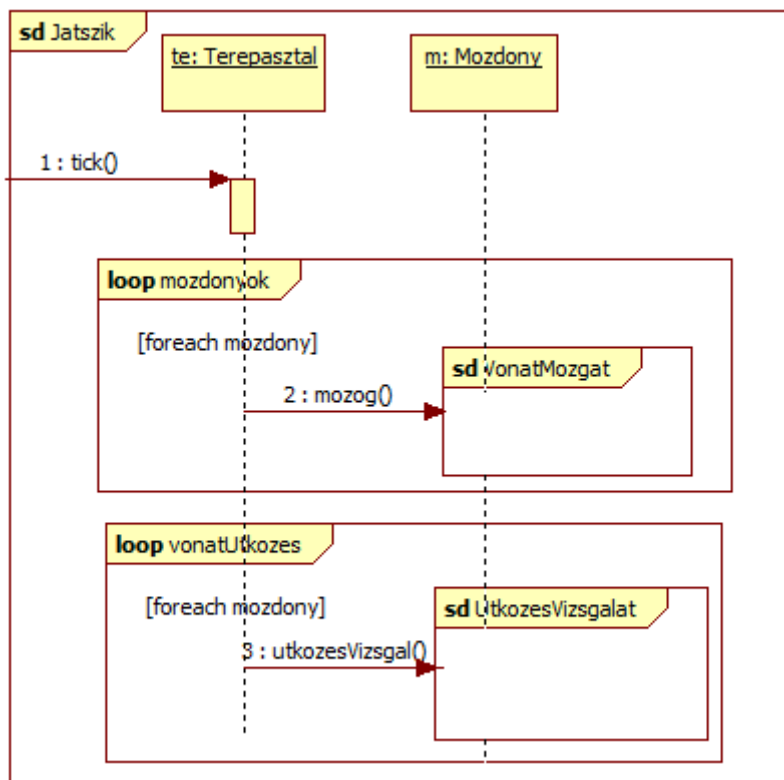 sd Jatszik
te: Terepasztal
m: Mozdony
1 : tick()
loop mozdonyok
[foreach mozdony]
sd VonatMozgat
2 : mozog()
loop vonatUtkozes
[foreach mozdony]
sd UtkozesVizsgalat
3 : utkozesVizsgal()